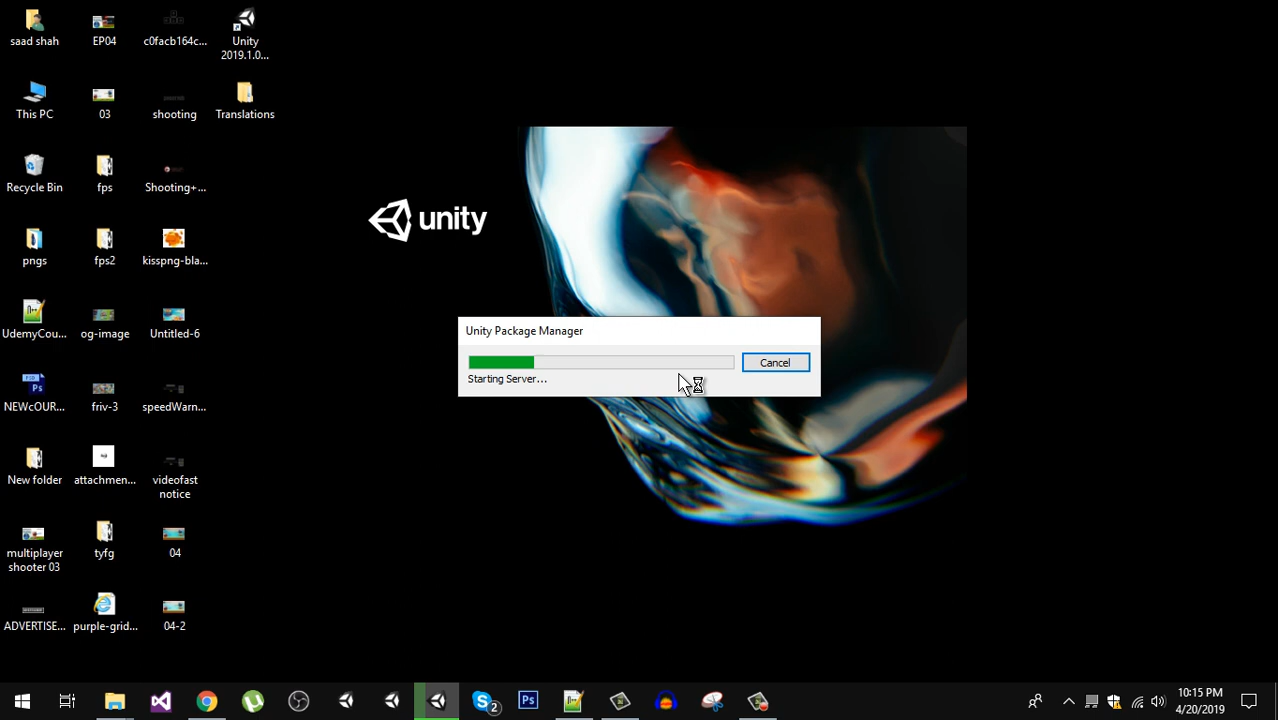 saad shah
EP04
c0facb164c...
Unity
2019.1.0...
This PC
03
shooting
Translations
Recycle Bin
fps
Shooting+...
unity
pngs
fps2
kisspng-bla...
UdemyCou...
og-image
Untitled-6
Unity Package Manager
Cancel
Starting Server...
NEWcOUR...
friv-3
speedWarn...
New folder
attachmen...
videofast
notice
multiplayer
shooter 03
tyfg
04
ADVERTISE...
purple-grid...
04-2
Ps
2
10:15 PM
4/20/2019